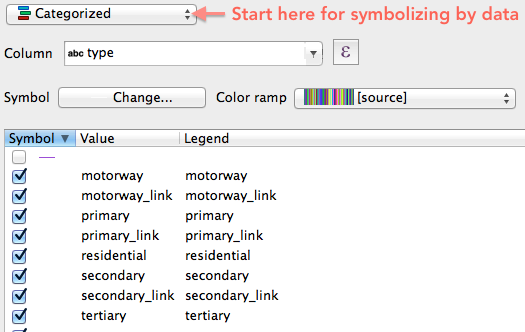 Categorized Start here for symbolizing by data
Column abc type ε
Symbol Change... Color ramp [source]
Symbol Value Legend
motorway motorway
motorway_link motorway_link
primary primary
primary_link primary_link
residential residential
secondary secondary
secondary_link secondary_link
tertiary tertiary